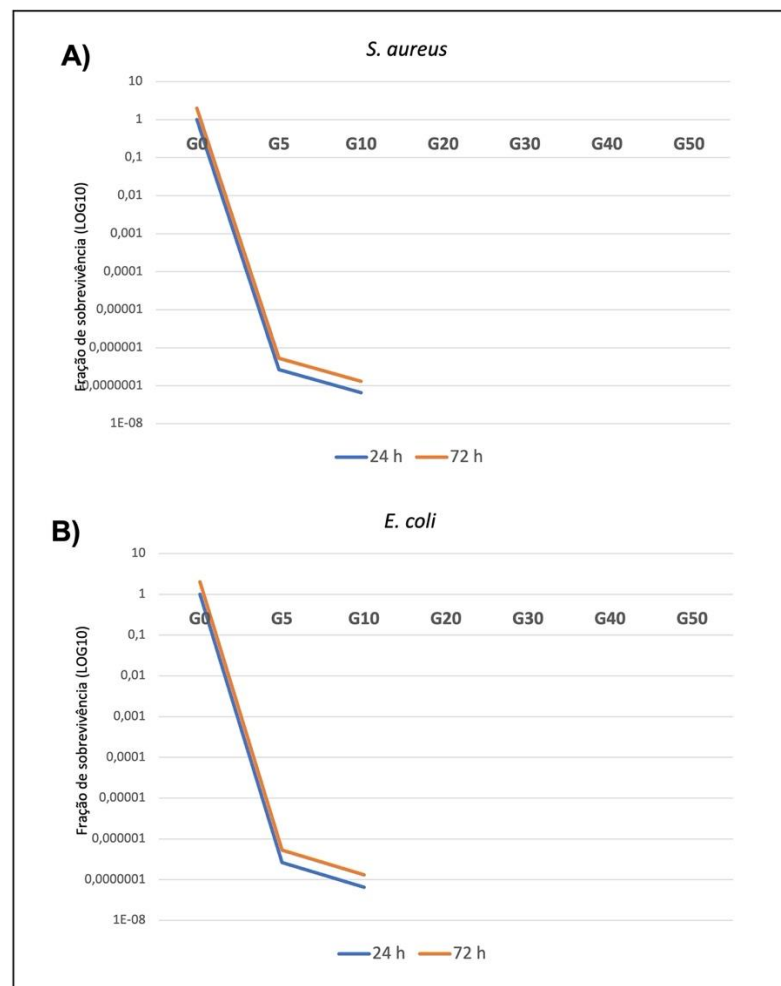 A)
S. aureus
Fração de sobrevivência (LOG10)
10
1
G0 G5 G10 G20 G30 G40 G50
0,1
0,01
0,001
0,0001
0,00001
0,000001
0,0000001
1E-08
24 h 72 h
B)
E. coli
Fração de sobrevivência (LOG10)
10
1
G0 G5 G10 G20 G30 G40 G50
0,1
0,01
0,001
0,0001
0,00001
0,000001
0,0000001
1E-08
24 h 72 h